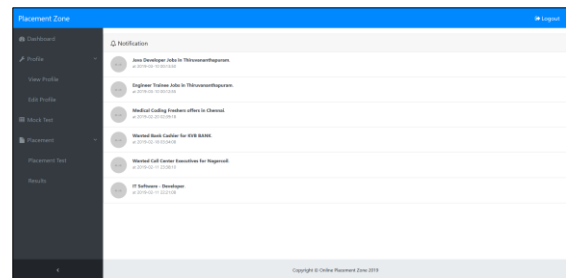 Placement Zone
Logout
Dashboard
Profile
View Profile
Edit Profile
Mock Test
Placement
Placement Test
Results
Notification
Java Developer Jobs in Thiruvananthapuram.
Engineer Trainee Jobs in Thiruvananthapuram.
Medical Coding Freshers offers in Chennai.
Wanted Bank Cashier for KVB BANK.
Wanted Call Center Executives for Nagercoil.
IT Software - Developer.
Copyright © Online Placement Zone 2019